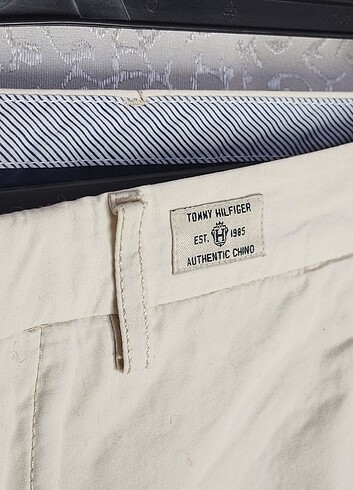 TOMMY HILFIGER
EST. H 1985
AUTHENTIC CHINO